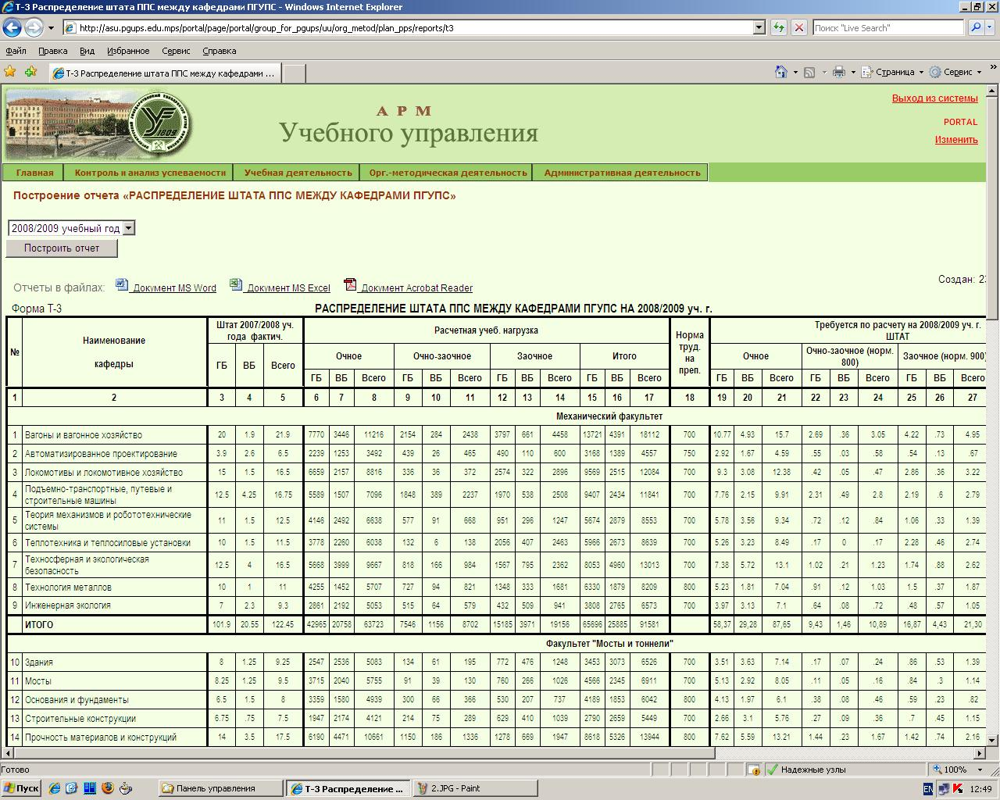 Т-3 Распределение штата ППС между кафедрами ПГУПС - Windows Internet Explorer
http://asu.pgups.edu.mps/portal/page/portal/group_for_pgups/uu/org_metod/plan_pps/reports/t3
Поиск "Live Search"
Файл Правка Вид Избранное Сервис Справка
Т-3 Распределение штата ППС между кафедрами ...
Страница Сервис
Выход из системы
АРМ
Учебного управления
PORTAL
Изменить
Главная Контроль и анализ успеваемости Учебная деятельность Орг.-методическая деятельность Административная деятельность
Построение отчета «РАСПРЕДЕЛЕНИЕ ШТАТА ППС МЕЖДУ КАФЕДРАМИ ПГУПС»
2008/2009 учебный год
Построить отчет
Создан: 23
Отчеты в файлах: Документ MS Word Документ MS Excel Документ Acrobat Reader
Форма Т-3 РАСПРЕДЕЛЕНИЕ ШТАТА ППС МЕЖДУ КАФЕДРАМИ ПГУПС НА 2008/2009 уч. г.
№ Наименование кафедры Штат 2007/2008 уч. года фактич. Расчетная учеб. нагрузка Норма труд. на преп. Требуется по расчету на 2008/2009 уч. г. ШТАТ
Очное Очно-заочное Заочное Итого Очное Очно-заочное (норм. 800) Заочное (норм. 900)
ГБ ВБ Всего ГБ ВБ Всего ГБ ВБ Всего ГБ ВБ Всего ГБ ВБ Всего ГБ ВБ Всего ГБ ВБ Всего ГБ ВБ Всего
1 2 3 4 5 6 7 8 9 10 11 12 13 14 15 16 17 18 19 20 21 22 23 24 25 26 27
Механический факультет
1 Вагоны и вагонное хозяйство 20 1.9 21.9 7770 3446 11216 2154 284 2438 3797 661 4458 13721 4391 18112 700 10.77 4.93 15.7 2.69 .36 3.05 4.22 .73 4.95
2 Автоматизированное проектирование 3.9 2.6 6.5 2239 1253 3492 439 26 465 490 110 600 3168 1389 4557 750 2.92 1.67 4.59 .55 .03 .58 .54 .13 .67
3 Локомотивы и локомотивное хозяйство 15 1.5 16.5 6659 2157 8816 336 36 372 2574 322 2896 9569 2515 12084 700 9.3 3.08 12.38 .42 .05 .47 2.86 .36 3.22
4 Подъемно-транспортные, путевые и строительные машины 12.5 4.25 16.75 5589 1507 7096 1848 389 2237 1970 538 2508 9407 2434 11841 700 7.76 2.15 9.91 2.31 .49 2.8 2.19 .6 2.79
5 Теория механизмов и робототехнические системы 11 1.5 12.5 4146 2492 6638 577 91 668 951 296 1247 5674 2879 8553 700 5.78 3.56 9.34 .72 .12 .84 1.06 .33 1.39
6 Теплотехника и теплосиловые установки 10 1.5 11.5 3778 2260 6038 132 6 138 2056 407 2463 5966 2673 8639 700 5.26 3.23 8.49 .17 0 .17 2.28 .46 2.74
7 Техносферная и экологическая безопасность 12.5 4 16.5 5668 3999 9667 818 166 984 1567 795 2362 8053 4960 13013 700 7.38 5.72 13.1 1.02 .21 1.23 1.74 .88 2.62
8 Технология металлов 10 1 11 4255 1452 5707 727 94 821 1348 333 1681 6330 1879 8209 800 5.23 1.81 7.04 .91 .12 1.03 1.5 .37 1.87
9 Инженерная экология 7 2.3 9.3 2861 2192 5053 515 64 579 432 509 941 3808 2765 6573 700 3.97 3.13 7.1 .64 .08 .72 .48 .57 1.05
ИТОГО 101.9 20.55 122.45 42965 20758 63723 7546 1156 8702 15185 3971 19156 65696 25885 91581 58,37 29,28 87,65 9,43 1,46 10,89 16,87 4,43 21,30
Факультет "Мосты и тоннели"
10 Здания 8 1.25 9.25 2547 2536 5083 134 61 195 772 476 1248 3453 3073 6526 700 3.51 3.63 7.14 .17 .07 .24 .86 .53 1.39
11 Мосты 8.25 1.25 9.5 3715 2040 5755 91 39 130 760 266 1026 4566 2345 6911 700 5.13 2.92 8.05 .11 .05 .16 .84 .3 1.14
12 Основания и фундаменты 6.5 1.5 8 3359 1580 4939 300 66 366 530 207 737 4189 1853 6042 800 4.13 1.97 6.1 .38 .08 .46 .59 .23 .82
13 Строительные конструкции 6.75 .75 7.5 1947 2174 4121 214 75 289 629 410 1039 2790 2659 5449 700 2.66 3.1 5.76 .27 .09 .36 .7 .45 1.15
14 Прочность материалов и конструкций 14 3.5 17.5 6190 4471 10661 1150 186 1336 1278 669 1947 8618 5326 13944 800 7.62 5.59 13.21 1.44 .23 1.67 1.42 .74 2.16
Готово Надежные узлы 100%
Пуск Панель управления Т-3 Распределение ... 2.JPG - Paint EN 12:49